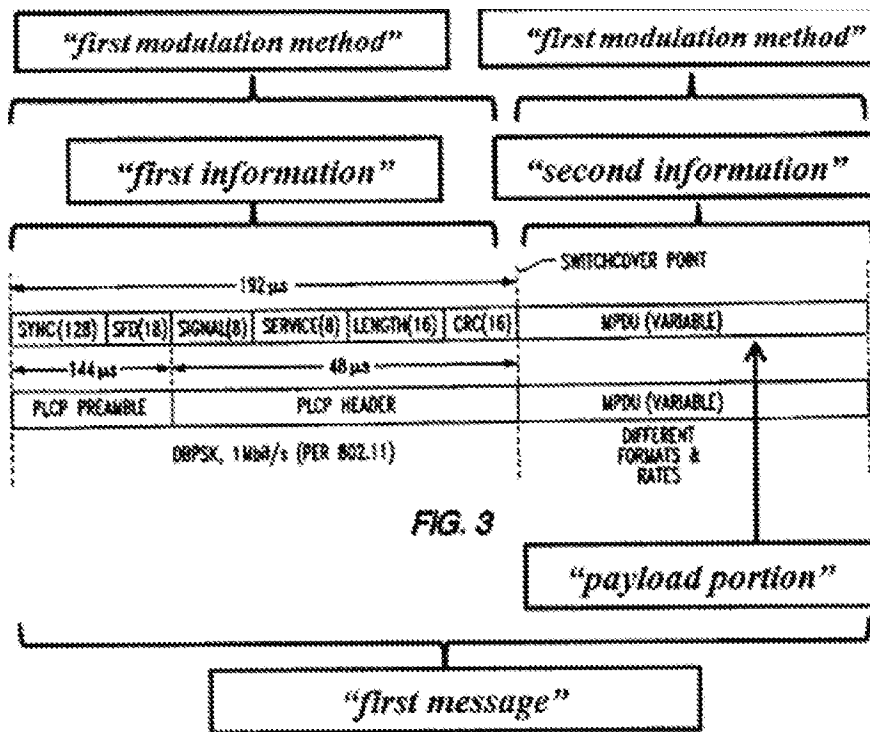 “first modulation method”
“first modulation method”
“first information”
“second information”
SWITCHCOVER POINT
192µs
SYNC(128) SFD(18) SIGNAL(8) SERVICE(8) LENGTH(16) CRC(16) MPDU (VARIABLE)
144µs 48µs
PLCP PREAMBLE PLCP HEADER MPDU (VARIABLE)
DBPSK, 1Mbit/s (PER 802.11)
DIFFERENT
FORMATS &
RATES
FIG. 3
“payload portion”
“first message”